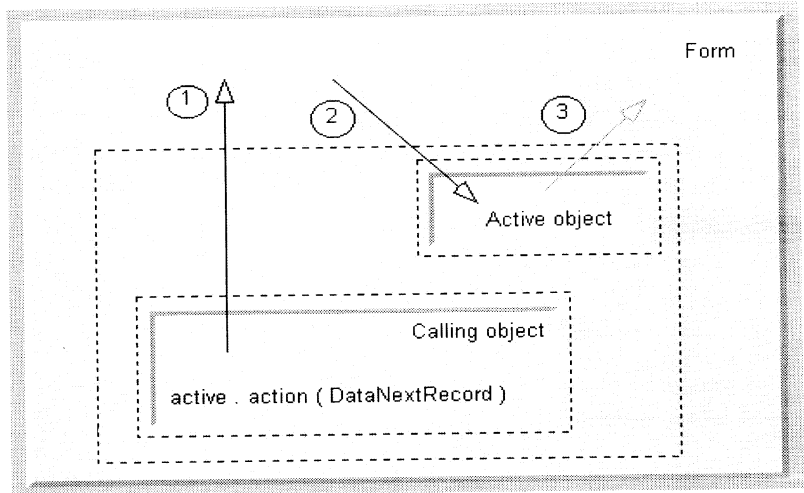 Form
1
2
3
Active object
Calling object
active . action ( DataNextRecord )